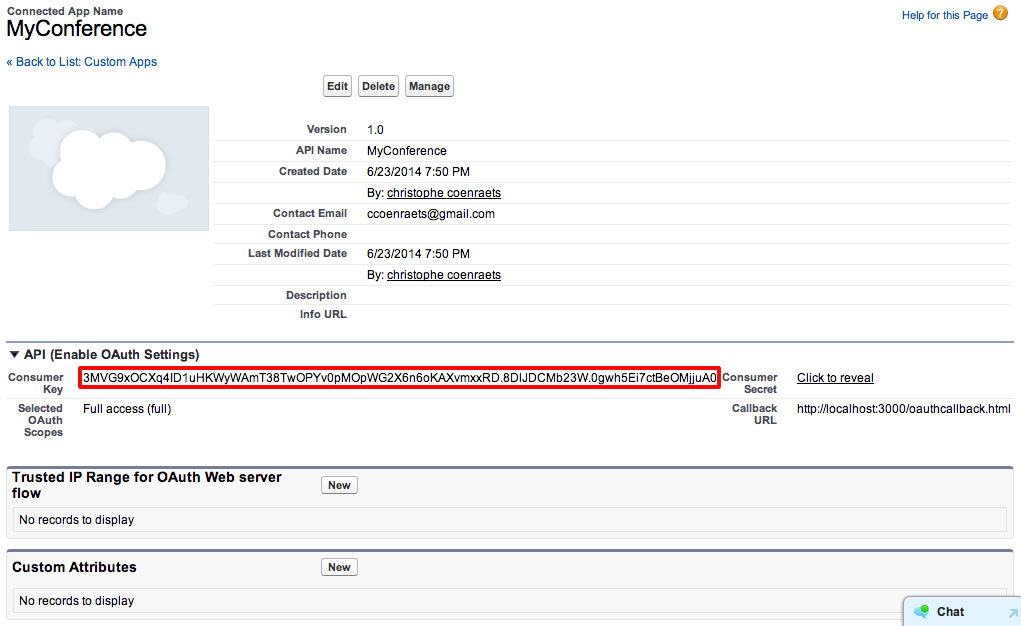 Connected App Name
MyConference
Help for this Page ?
« Back to List: Custom Apps
Edit Delete Manage
Version 1.0
API Name MyConference
Created Date 6/23/2014 7:50 PM
By: christophe coenraets
Contact Email ccoenraets@gmail.com
Contact Phone
Last Modified Date 6/23/2014 7:50 PM
By: christophe coenraets
Description
Info URL
API (Enable OAuth Settings)
Consumer Key 3MVG9xOCXq4ID1uHKWyWAmT38TwOPYv0pMOpWG2X6n6oKAXvmxxRD.8DIJDCMb23W.0gwh5Ei7ctBeOMjjuA0 Consumer Secret Click to reveal
Selected OAuth Scopes Full access (full) Callback URL http://localhost:3000/oauthcallback.html
Trusted IP Range for OAuth Web server flow New
No records to display
Custom Attributes New
No records to display
Chat